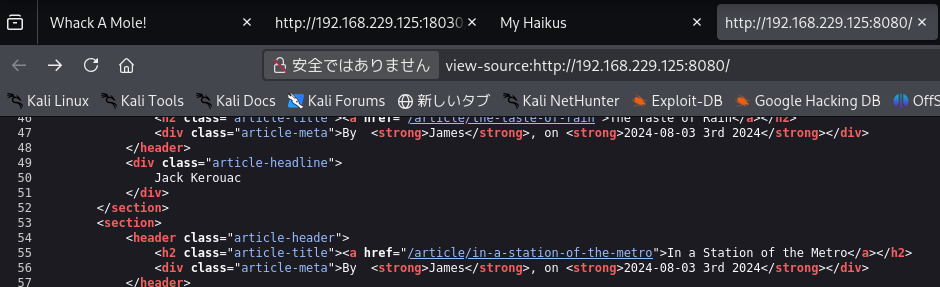 Whack A Mole!
http://192.168.229.125:18030
My Haikus
http://192.168.229.125:8080/
安全ではありません
view-source:http://192.168.229.125:8080/
Kali Linux
Kali Tools
Kali Docs
Kali Forums
新しいタブ
Kali NetHunter
Exploit-DB
Google Hacking DB
OffS
46 <h2 class="article-title"><a href="/article/the-taste-of-rain">The Taste of Rain</a></h2>
47 <div class="article-meta">By  <strong>James</strong>, on <strong>2024-08-03 3rd 2024</strong></div>
48 </header>
49 <div class="article-headline">
50 Jack Kerouac
51 </div>
52 </section>
53 <section>
54 <header class="article-header">
55 <h2 class="article-title"><a href="/article/in-a-station-of-the-metro">In a Station of the Metro</a></h2>
56 <div class="article-meta">By  <strong>James</strong>, on <strong>2024-08-03 3rd 2024</strong></div>
57 </header>